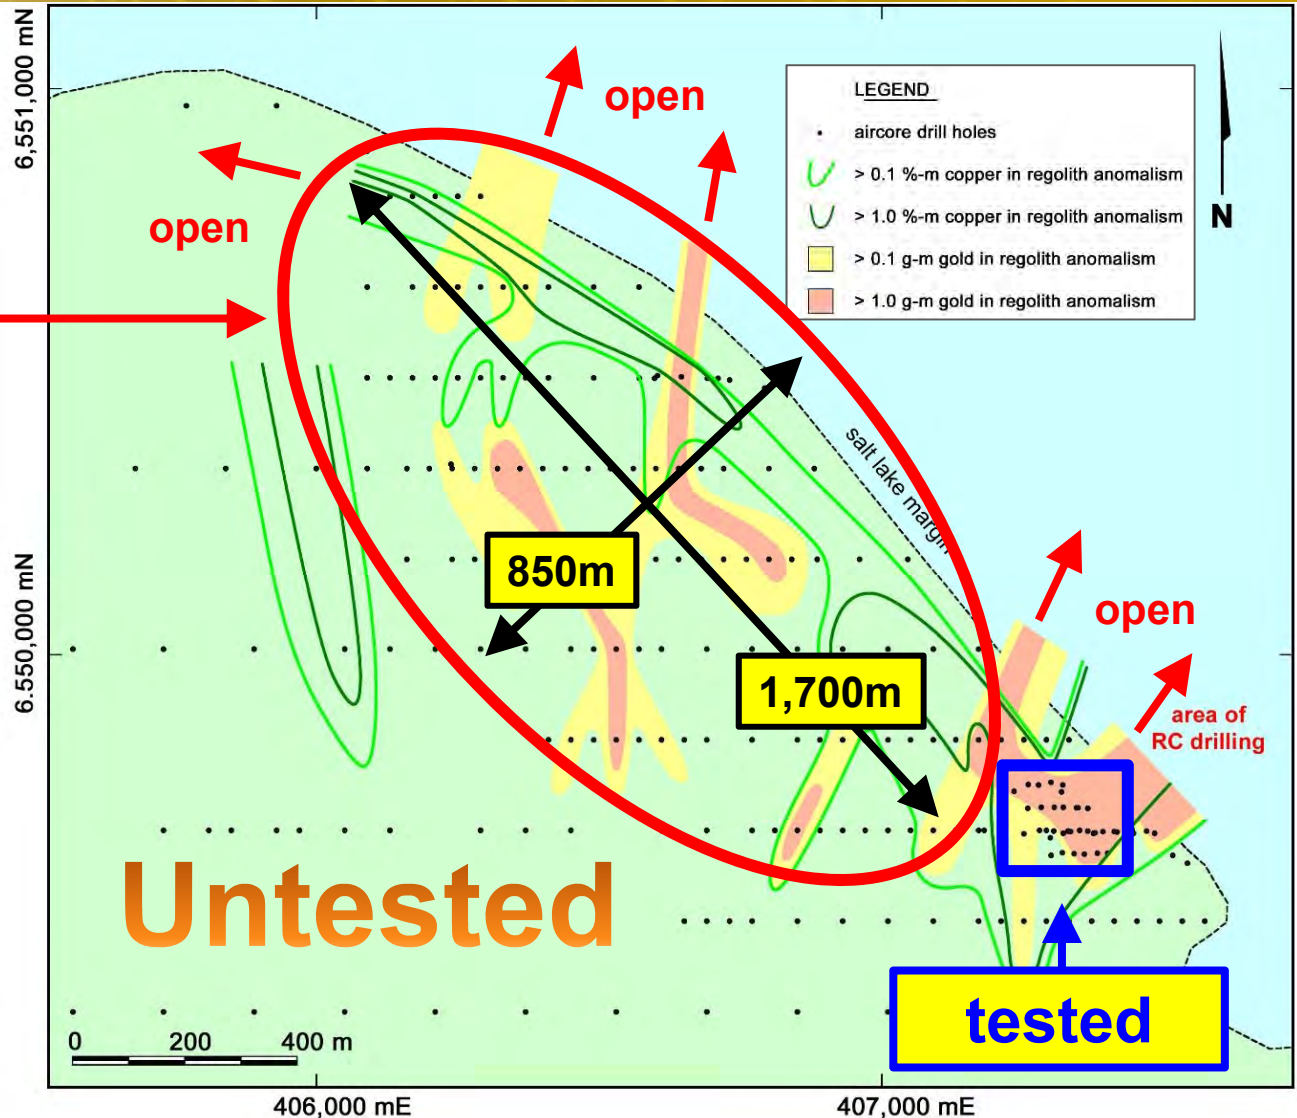 6,551,000 mN
open
open
LEGEND
aircore drill holes
> 0.1 %-m copper in regolith anomalism
> 1.0 %-m copper in regolith anomalism
> 0.1 g-m gold in regolith anomalism
> 1.0 g-m gold in regolith anomalism
N
salt lake margin
850m
6.550,000 mN
1,700m
open
area of
RC drilling
Untested
tested
0 200 400 m
406,000 mE 407,000 mE